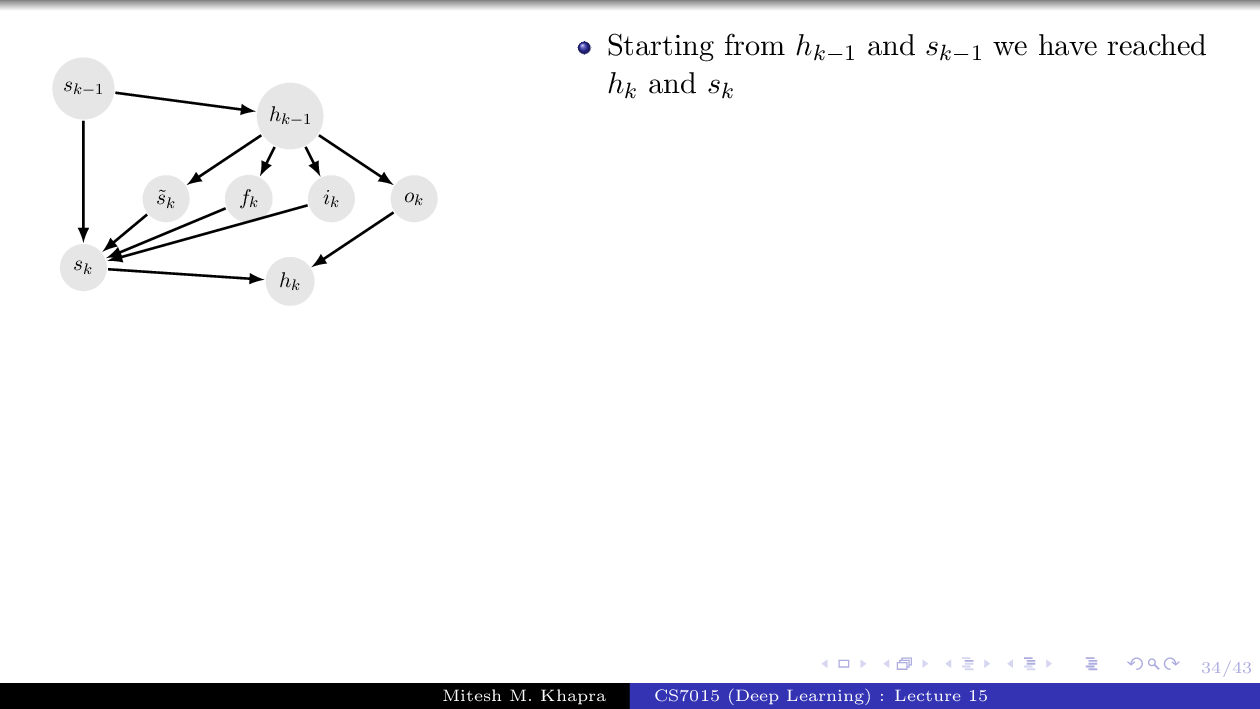 • Starting from h_{k−1} and s_{k−1} we have reached
h_k and s_k
s_{k−1}
h_{k−1}
s̃_k f_k i_k o_k
s_k
h_k
34/43
Mitesh M. Khapra CS7015 (Deep Learning) : Lecture 15